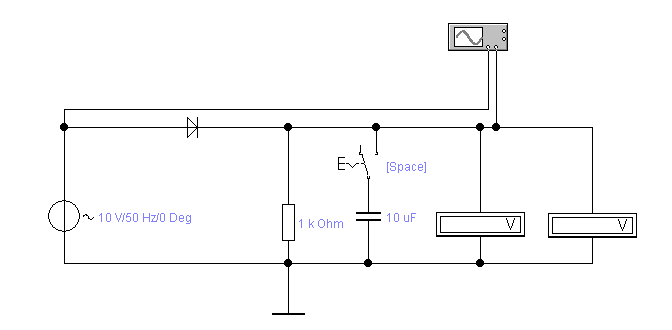 [Space]
10 V/50 Hz/0 Deg
1 k Ohm
10 uF
V
V